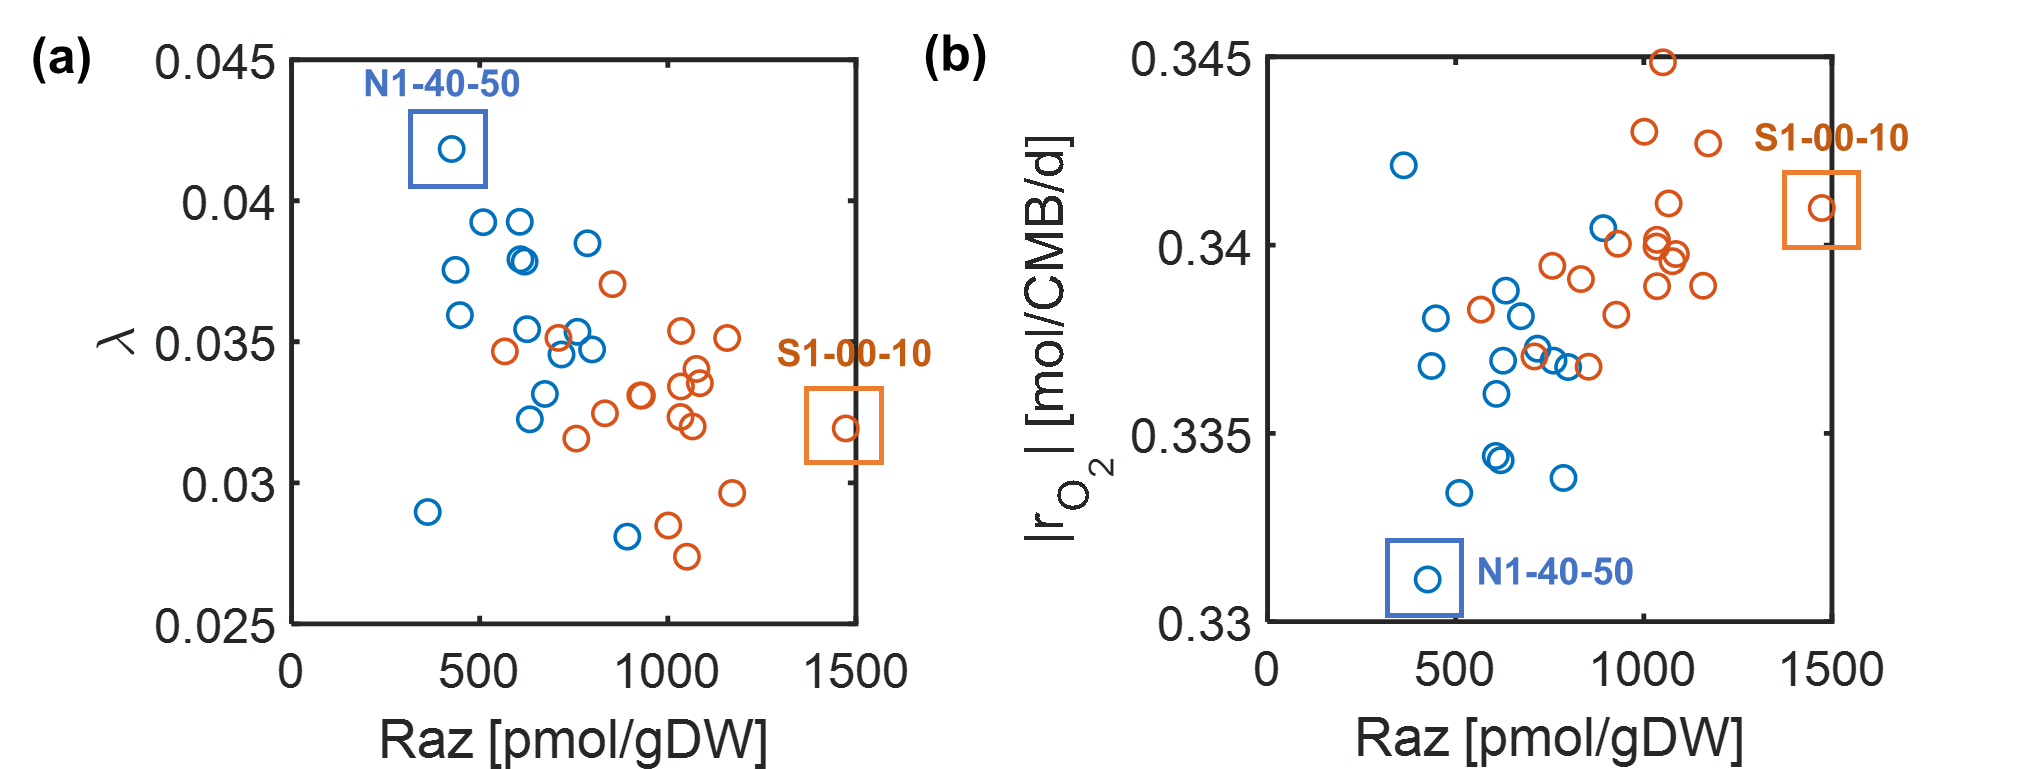 (a)
0.045
0.04
0.035
0.03
0.025
λ
N1-40-50
S1-00-10
0 500 1000 1500
Raz [pmol/gDW]
(b)
0.345
0.34
0.335
0.33
|rO2| [mol/CMB/d]
S1-00-10
N1-40-50
0 500 1000 1500
Raz [pmol/gDW]